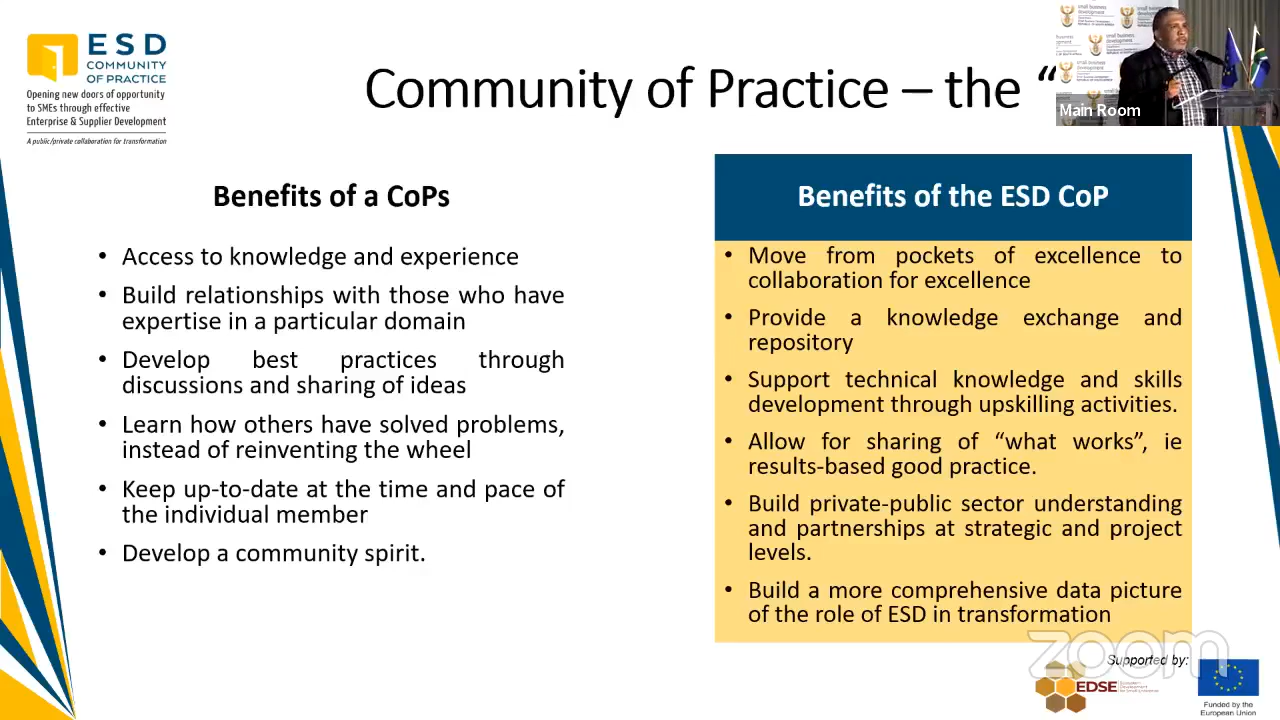 ESD
COMMUNITY
OF PRACTICE
Opening new doors of opportunity
to SMEs through effective
Enterprise & Supplier Development
A public/private collaboration for transformation
Community of Practice – the “
small business
development
REPUBLIC OF SOUTH AFRICA
Main Room
Benefits of a CoPs
• Access to knowledge and experience
• Build relationships with those who have
expertise in a particular domain
• Develop best practices through
discussions and sharing of ideas
• Learn how others have solved problems,
instead of reinventing the wheel
• Keep up-to-date at the time and pace of
the individual member
• Develop a community spirit.
Benefits of the ESD CoP
• Move from pockets of excellence to
collaboration for excellence
• Provide a knowledge exchange and
repository
• Support technical knowledge and skills
development through upskilling activities.
• Allow for sharing of “what works”, ie
results-based good practice.
• Build private-public sector understanding
and partnerships at strategic and project
levels.
• Build a more comprehensive data picture
of the role of ESD in transformation
zoom
Supported by:
EDSE
Funded by the
European Union